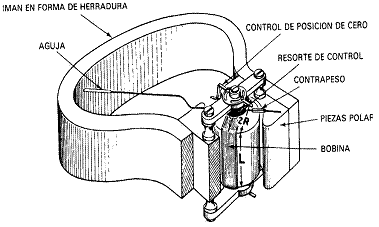 IMAN EN FORMA DE HERRADURA
CONTROL DE POSICION DE CERO
AGUJA
RESORTE DE CONTROL
CONTRAPESO
2R
PIEZAS POLAR
L
BOBINA